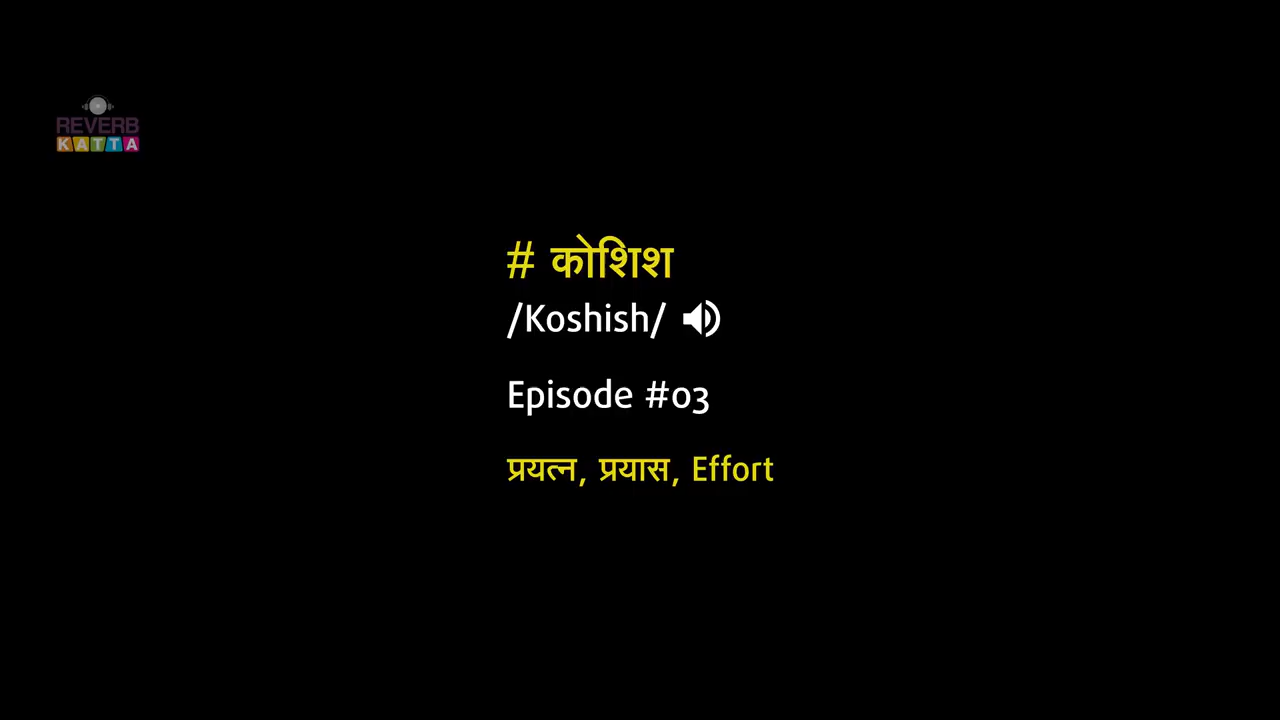 REVERB
KATTA
# कोशिश
/Koshish/
Episode #03
प्रयत्न, प्रयास, Effort